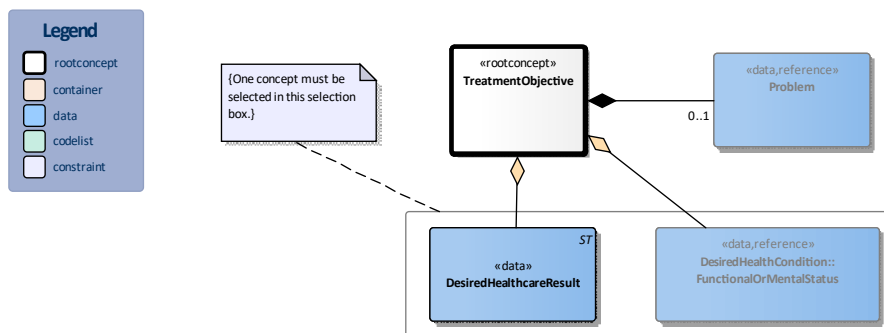 Legend
rootconcept
container
data
codelist
constraint
{One concept must be
selected in this selection
box.}
«rootconcept»
TreatmentObjective
«data,reference»
Problem
0..1
ST
«data»
DesiredHealthcareResult
«data,reference»
DesiredHealthCondition::
FunctionalOrMentalStatus